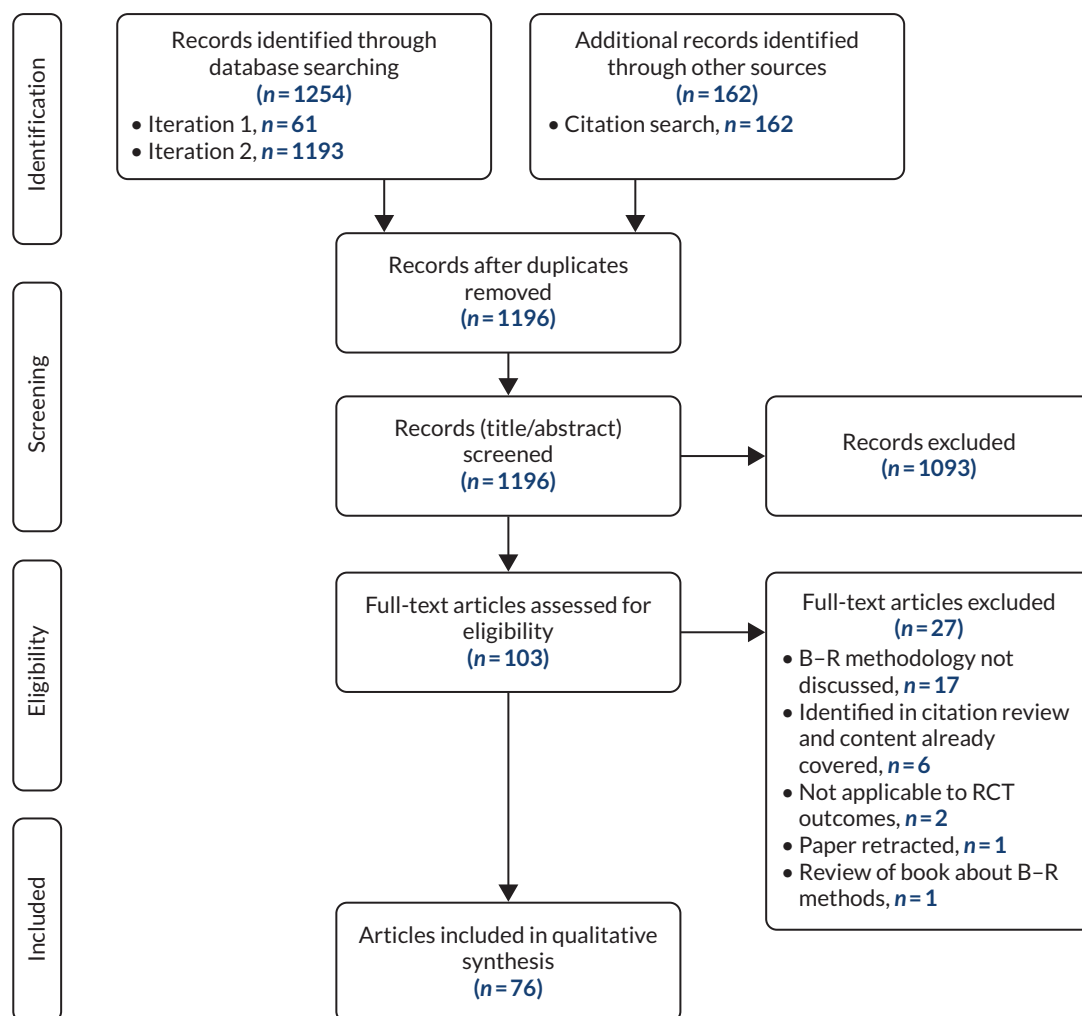 Identification
Records identified through
database searching
(n = 1254)
• Iteration 1, n = 61
• Iteration 2, n = 1193
Additional records identified
through other sources
(n = 162)
• Citation search, n = 162
Records after duplicates
removed
(n = 1196)
Screening
Records (title/abstract)
screened
(n = 1196)
Records excluded
(n = 1093)
Eligibility
Full-text articles assessed for
eligibility
(n = 103)
Full-text articles excluded
(n = 27)
• B–R methodology not
discussed, n = 17
• Identified in citation review
and content already
covered, n = 6
• Not applicable to RCT
outcomes, n = 2
• Paper retracted, n = 1
• Review of book about B–R
methods, n = 1
Included
Articles included in qualitative
synthesis
(n = 76)